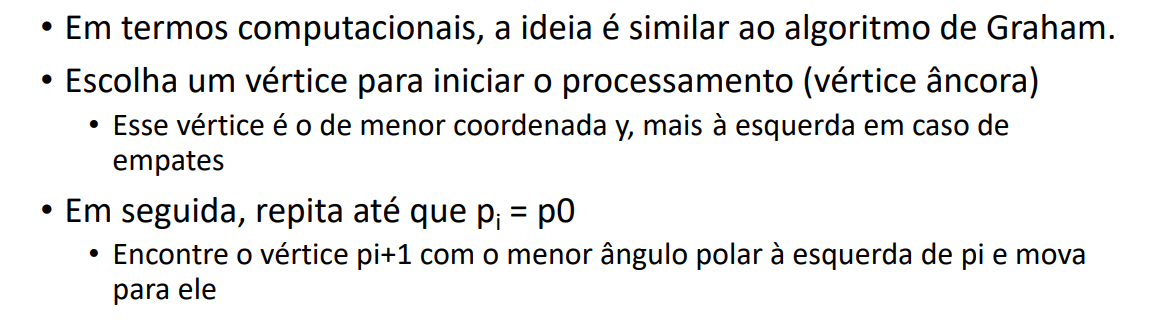 • Em termos computacionais, a ideia é similar ao algoritmo de Graham.
• Escolha um vértice para iniciar o processamento (vértice âncora)
• Esse vértice é o de menor coordenada y, mais à esquerda em caso de
empates
• Em seguida, repita até que pᵢ = p0
• Encontre o vértice pi+1 com o menor ângulo polar à esquerda de pi e mova
para ele